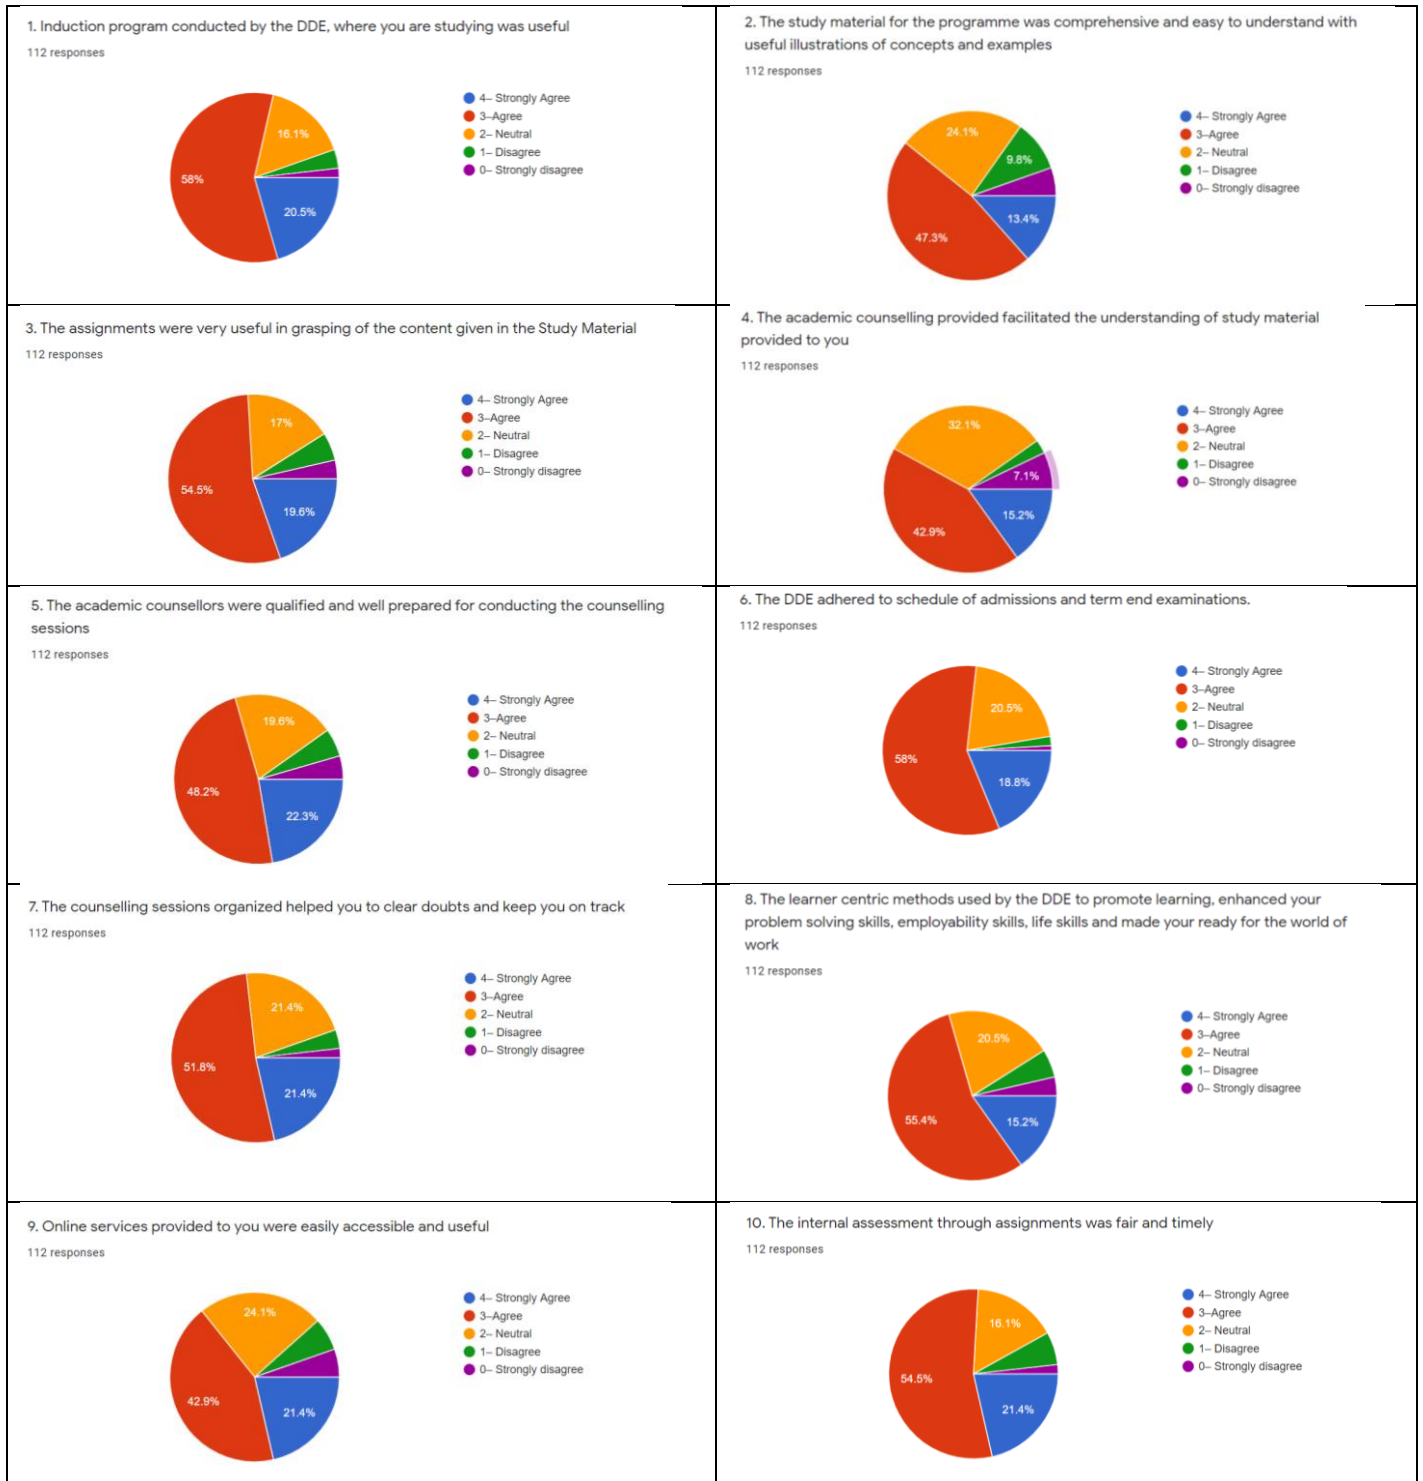 1. Induction program conducted by the DDE, where you are studying was useful
112 responses
4– Strongly Agree
3–Agree
2– Neutral
1– Disagree
0– Strongly disagree
16.1%
58%
20.5%
2. The study material for the programme was comprehensive and easy to understand with
useful illustrations of concepts and examples
112 responses
4– Strongly Agree
3–Agree
2– Neutral
1– Disagree
0– Strongly disagree
24.1%
9.8%
13.4%
47.3%
3. The assignments were very useful in grasping of the content given in the Study Material
112 responses
4– Strongly Agree
3–Agree
2– Neutral
1– Disagree
0– Strongly disagree
17%
54.5%
19.6%
4. The academic counselling provided facilitated the understanding of study material
provided to you
112 responses
4– Strongly Agree
3–Agree
2– Neutral
1– Disagree
0– Strongly disagree
32.1%
7.1%
15.2%
42.9%
5. The academic counsellors were qualified and well prepared for conducting the counselling
sessions
112 responses
4– Strongly Agree
3–Agree
2– Neutral
1– Disagree
0– Strongly disagree
19.6%
48.2%
22.3%
6. The DDE adhered to schedule of admissions and term end examinations.
112 responses
4– Strongly Agree
3–Agree
2– Neutral
1– Disagree
0– Strongly disagree
20.5%
58%
18.8%
7. The counselling sessions organized helped you to clear doubts and keep you on track
112 responses
4– Strongly Agree
3–Agree
2– Neutral
1– Disagree
0– Strongly disagree
21.4%
51.8%
21.4%
8. The learner centric methods used by the DDE to promote learning, enhanced your
problem solving skills, employability skills, life skills and made your ready for the world of
work
112 responses
4– Strongly Agree
3–Agree
2– Neutral
1– Disagree
0– Strongly disagree
20.5%
55.4%
15.2%
9. Online services provided to you were easily accessible and useful
112 responses
4– Strongly Agree
3–Agree
2– Neutral
1– Disagree
0– Strongly disagree
24.1%
42.9%
21.4%
10. The internal assessment through assignments was fair and timely
112 responses
4– Strongly Agree
3–Agree
2– Neutral
1– Disagree
0– Strongly disagree
16.1%
54.5%
21.4%